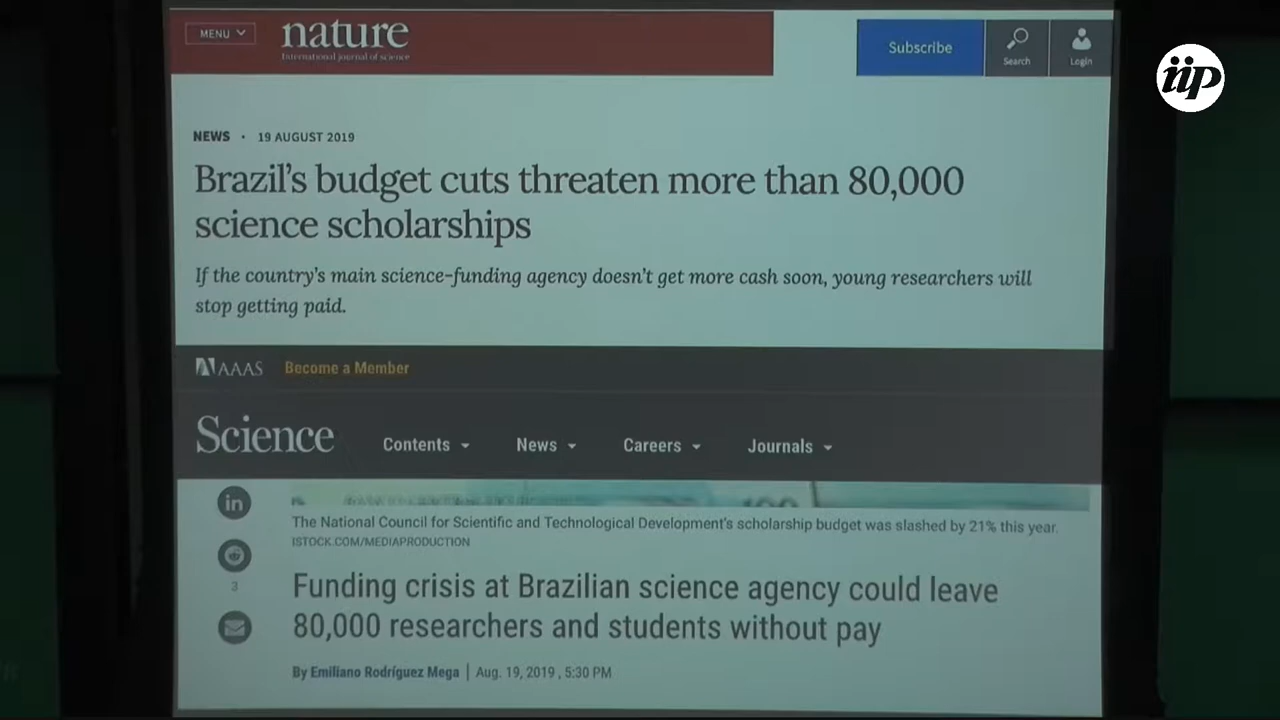 MENU
nature
International journal of science
Subscribe
Search
Login
iip
NEWS · 19 AUGUST 2019
Brazil's budget cuts threaten more than 80,000
science scholarships
If the country's main science-funding agency doesn't get more cash soon, young researchers will
stop getting paid.
AAAS Become a Member
Science Contents News Careers Journals
in
The National Council for Scientific and Technological Development's scholarship budget was slashed by 21% this year.
ISTOCK.COM/MEDIAPRODUCTION
3
Funding crisis at Brazilian science agency could leave
80,000 researchers and students without pay
By Emiliano Rodríguez Mega | Aug. 19, 2019 , 5:30 PM